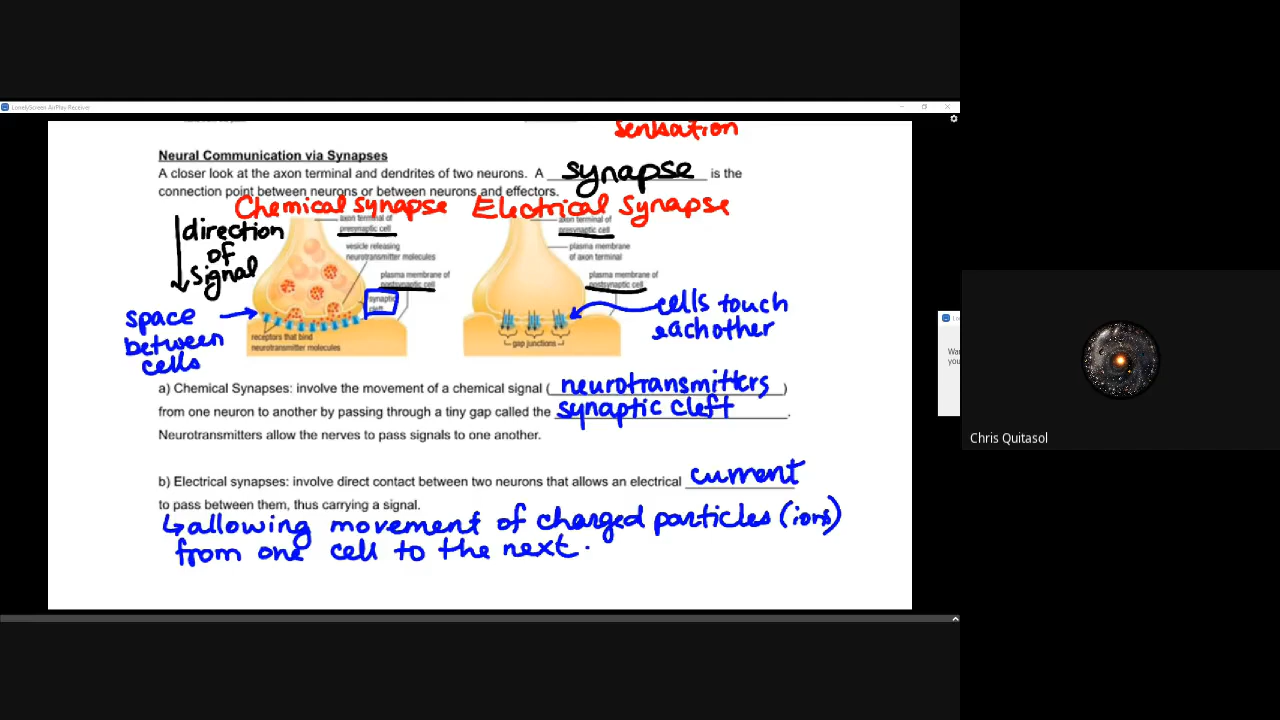 LonelyScreen AirPlay Receiver
sensation
Neural Communication via Synapses
A closer look at the axon terminal and dendrites of two neurons. A synapse is the
connection point between neurons or between neurons and effectors.
Chemical Synapse Electrical Synapse
direction
of
signal
axon terminal of
presynaptic cell
vesicle releasing
neurotransmitter molecules
plasma membrane of
postsynaptic cell
synaptic
cleft
space
between
cells
receptors that bind
neurotransmitter molecules
axon terminal of
presynaptic cell
plasma membrane
of axon terminal
plasma membrane of
postsynaptic cell
cells touch
each other
gap junctions
a) Chemical Synapses: involve the movement of a chemical signal (neurotransmitters)
from one neuron to another by passing through a tiny gap called the synaptic cleft.
Neurotransmitters allow the nerves to pass signals to one another.
b) Electrical synapses: involve direct contact between two neurons that allows an electrical current
to pass between them, thus carrying a signal.
↳ allowing movement of charged particles (ions)
from one cell to the next.
Chris Quitasol